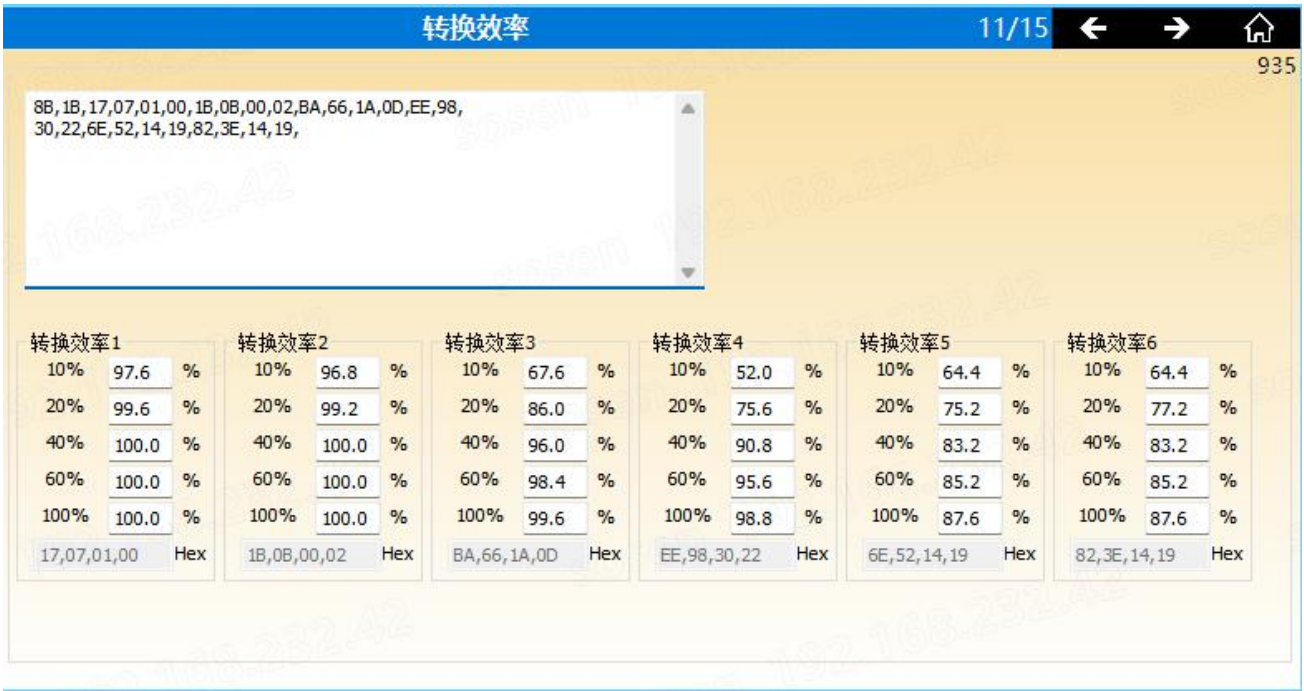 转换效率 11/15
935
8B,1B,17,07,01,00,1B,0B,00,02,BA,66,1A,0D,EE,98,
30,22,6E,52,14,19,82,3E,14,19,
转换效率1 转换效率2 转换效率3 转换效率4 转换效率5 转换效率6
10% 97.6 % 10% 96.8 % 10% 67.6 % 10% 52.0 % 10% 64.4 % 10% 64.4 %
20% 99.6 % 20% 99.2 % 20% 86.0 % 20% 75.6 % 20% 75.2 % 20% 77.2 %
40% 100.0 % 40% 100.0 % 40% 96.0 % 40% 90.8 % 40% 83.2 % 40% 83.2 %
60% 100.0 % 60% 100.0 % 60% 98.4 % 60% 95.6 % 60% 85.2 % 60% 85.2 %
100% 100.0 % 100% 100.0 % 100% 99.6 % 100% 98.8 % 100% 87.6 % 100% 87.6 %
17,07,01,00 Hex 1B,0B,00,02 Hex BA,66,1A,0D Hex EE,98,30,22 Hex 6E,52,14,19 Hex 82,3E,14,19 Hex